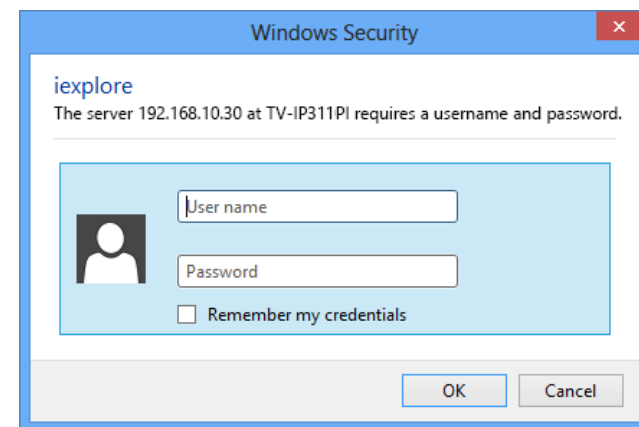 Windows Security
iexplore
The server 192.168.10.30 at TV-IP311PI requires a username and password.
User name
Password
Remember my credentials
OK
Cancel